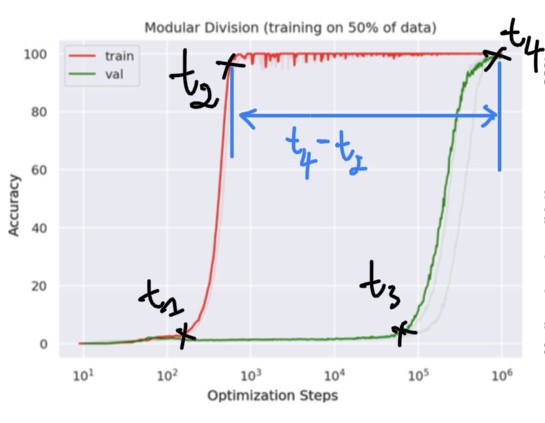 Modular Division (training on 50% of data)
train
val
t1
t2
t3
t4
t4-t2
Accuracy
100
80
60
40
20
0
10^1
10^2
10^3
10^4
10^5
10^6
Optimization Steps